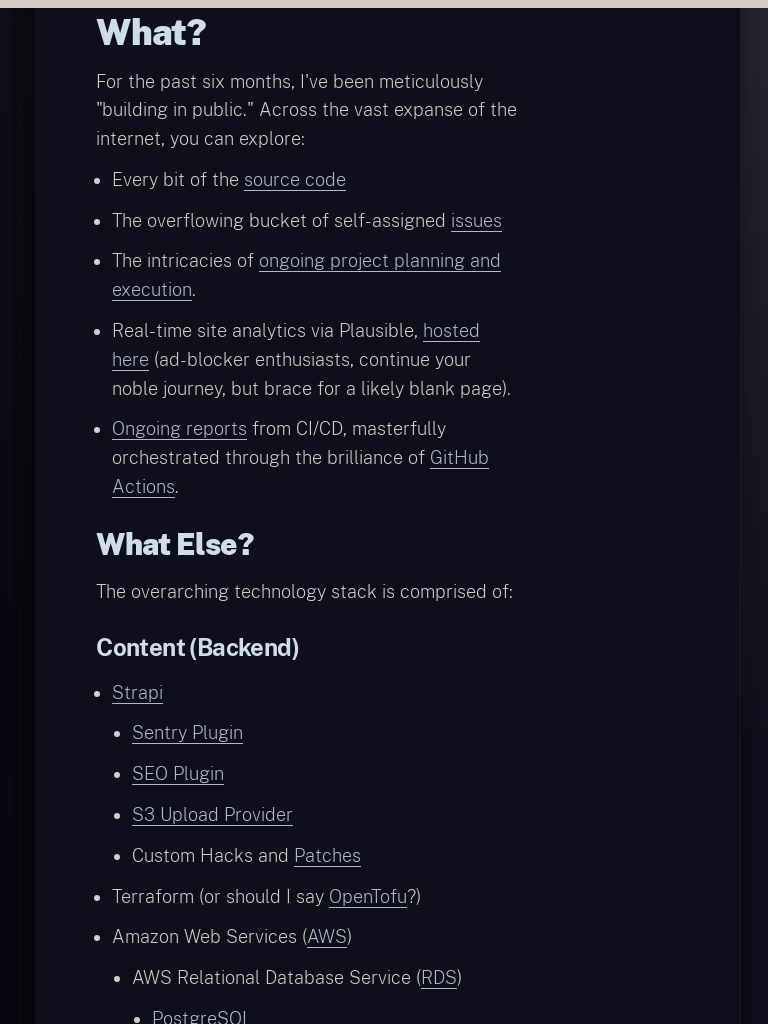 What?
For the past six months, I've been meticulously
"building in public." Across the vast expanse of the
internet, you can explore:
Every bit of the source code
The overflowing bucket of self-assigned issues
The intricacies of ongoing project planning and
execution.
Real-time site analytics via Plausible, hosted
here (ad-blocker enthusiasts, continue your
noble journey, but brace for a likely blank page).
Ongoing reports from CI/CD, masterfully
orchestrated through the brilliance of GitHub
Actions.
What Else?
The overarching technology stack is comprised of:
Content (Backend)
Strapi
Sentry Plugin
SEO Plugin
S3 Upload Provider
Custom Hacks and Patches
Terraform (or should I say OpenTofu?)
Amazon Web Services (AWS)
AWS Relational Database Service (RDS)
PostgreSQL